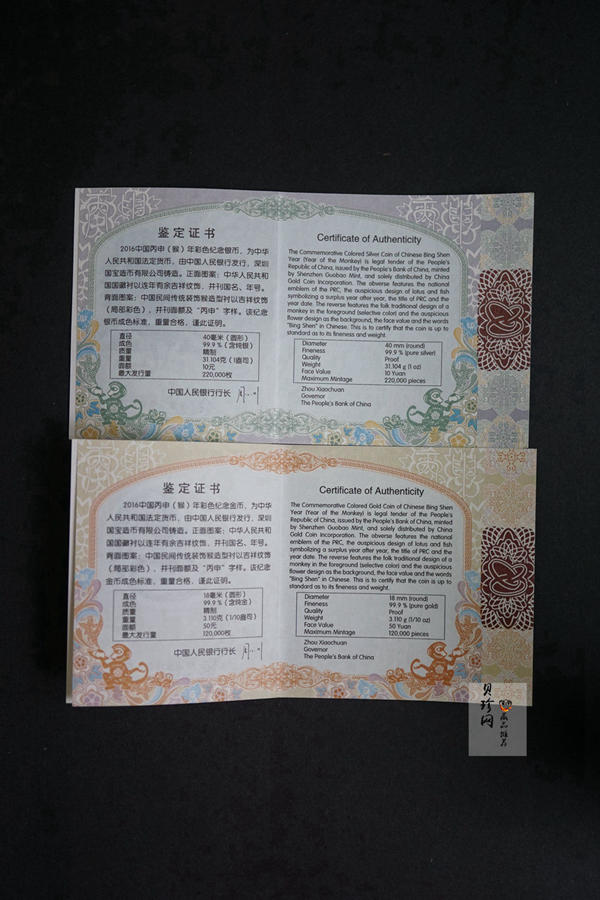 鉴定证书
2016中国丙申（猴）年彩色纪念银币，为中华
人民共和国法定货币，由中国人民银行发行，深圳
国宝造币有限公司铸造。正面图案：中华人民共和
国国徽衬以连年有余吉祥纹饰，并刊国名、年号。
背面图案：中国民间传统装饰猴造型衬以吉祥纹饰
（局部彩色），并刊面额及“丙申”字样。该纪念
银币成色标准，重量合格，谨此证明。
直径 40毫米（圆形）
成色 99.9％（含纯银）
质量 精制
重量 31.104克（1盎司）
面额 10元
最大发行量 220,000枚
中国人民银行行长
Certificate of Authenticity
The Commemorative Colored Silver Coin of Chinese Bing Shen
Year (Year of the Monkey) is legal tender of the People's
Republic of China, issued by the People's Bank of China, minted
by Shenzhen Guobao Mint, and solely distributed by China
Gold Coin Incorporation. The obverse features the national
emblem of the PRC, the auspicious design of lotus and fish
symbolizing a surplus year after year, the title of PRC and the
year date. The reverse features the folk traditional design of a
monkey in the foreground (selective color) and the auspicious
flower design as the background, the face value and the words
"Bing Shen" in Chinese. This is to certify that the coin is up to
standard as to its fineness and weight.
Diameter 40 mm (round)
Fineness 99.9 % (pure silver)
Quality Proof
Weight 31.104 g (1 oz)
Face Value 10 Yuan
Maximum Mintage 220,000 pieces
Zhou Xiaochuan
Governor
The People's Bank of China
鉴定证书
2016中国丙申（猴）年彩色纪念金币，为中华
人民共和国法定货币，由中国人民银行发行，深圳
国宝造币有限公司铸造。正面图案：中华人民共和
国国徽衬以连年有余吉祥纹饰，并刊国名、年号。
背面图案：中国民间传统装饰猴造型衬以吉祥纹饰
（局部彩色），并刊面额及“丙申”字样。该纪念
金币成色标准，重量合格，谨此证明。
直径 18毫米（圆形）
成色 99.9％（含纯金）
质量 精制
重量 3.110克（1/10盎司）
面额 50元
最大发行量 120,000枚
中国人民银行行长
Certificate of Authenticity
The Commemorative Colored Gold Coin of Chinese Bing Shen
Year (Year of the Monkey) is legal tender of the People's
Republic of China, issued by the People's Bank of China, minted
by Shenzhen Guobao Mint, and solely distributed by China
Gold Coin Incorporation. The obverse features the national
emblem of the PRC, the auspicious design of lotus and fish
symbolizing a surplus year after year, the title of PRC and the
year date. The reverse features the folk traditional design of a
monkey in the foreground (selective color) and the auspicious
flower design as the background, the face value and the words
"Bing Shen" in Chinese. This is to certify that the coin is up to
standard as to its fineness and weight.
Diameter 18 mm (round)
Fineness 99.9 % (pure gold)
Quality Proof
Weight 3.110 g (1/10 oz)
Face Value 50 Yuan
Maximum Mintage 120,000 pieces
Zhou Xiaochuan
Governor
The People's Bank of China
贝珍网